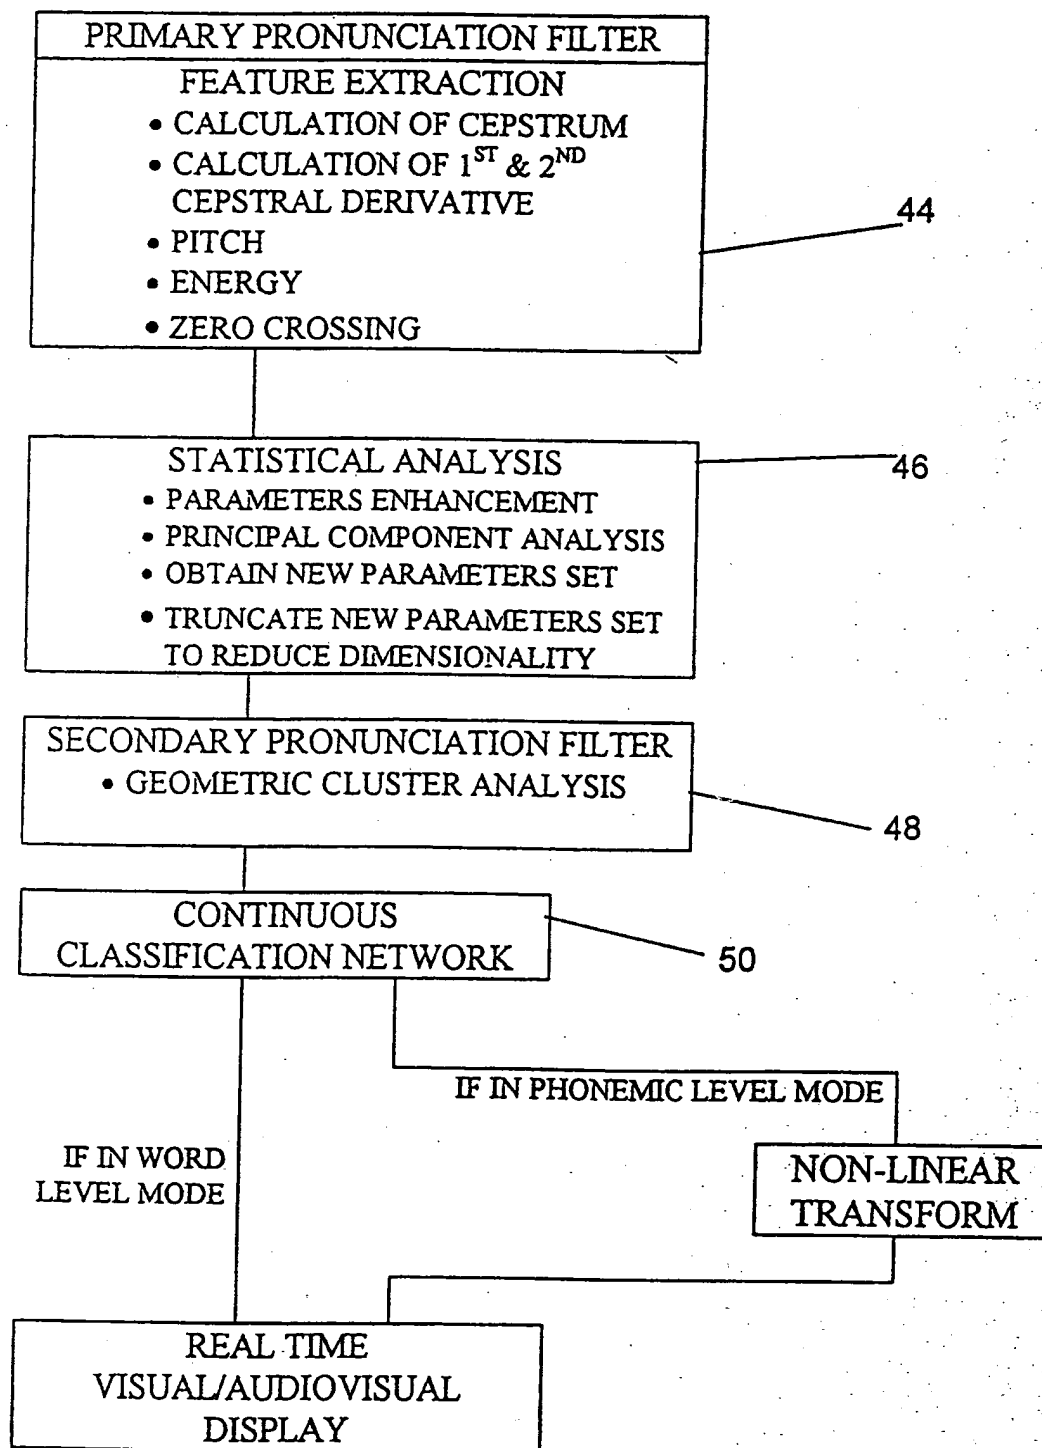 PRIMARY PRONUNCIATION FILTER
FEATURE EXTRACTION
• CALCULATION OF CEPSTRUM
• CALCULATION OF 1ST & 2ND
CEPSTRAL DERIVATIVE
• PITCH
• ENERGY
• ZERO CROSSING
44
STATISTICAL ANALYSIS
• PARAMETERS ENHANCEMENT
• PRINCIPAL COMPONENT ANALYSIS
• OBTAIN NEW PARAMETERS SET
• TRUNCATE NEW PARAMETERS SET
TO REDUCE DIMENSIONALITY
46
SECONDARY PRONUNCIATION FILTER
• GEOMETRIC CLUSTER ANALYSIS
48
CONTINUOUS
CLASSIFICATION NETWORK
50
IF IN PHONEMIC LEVEL MODE
IF IN WORD
LEVEL MODE
NON-LINEAR
TRANSFORM
REAL TIME
VISUAL/AUDIOVISUAL
DISPLAY